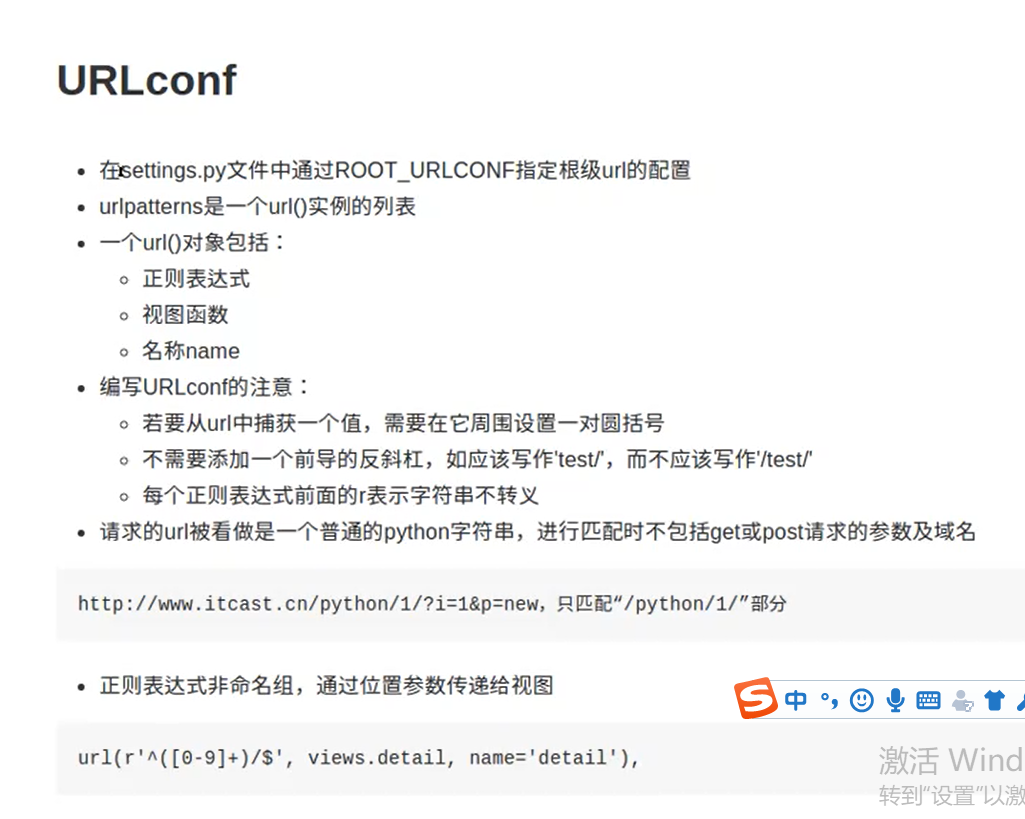 URLconf
在settings.py文件中通过ROOT_URLCONF指定根级url的配置
urlpatterns是一个url()实例的列表
一个url()对象包括：
正则表达式
视图函数
名称name
编写URLconf的注意：
若要从url中捕获一个值，需要在它周围设置一对圆括号
不需要添加一个前导的反斜杠，如应该写作'test/'，而不应该写作'/test/'
每个正则表达式前面的r表示字符串不转义
请求的url被看做是一个普通的python字符串，进行匹配时不包括get或post请求的参数及域名
http://www.itcast.cn/python/1/?i=1&p=new，只匹配“/python/1/”部分
正则表达式非命名组，通过位置参数传递给视图
中
url(r'^([0-9]+)/$', views.detail, name='detail'),
激活 Wind
转到“设置”以激